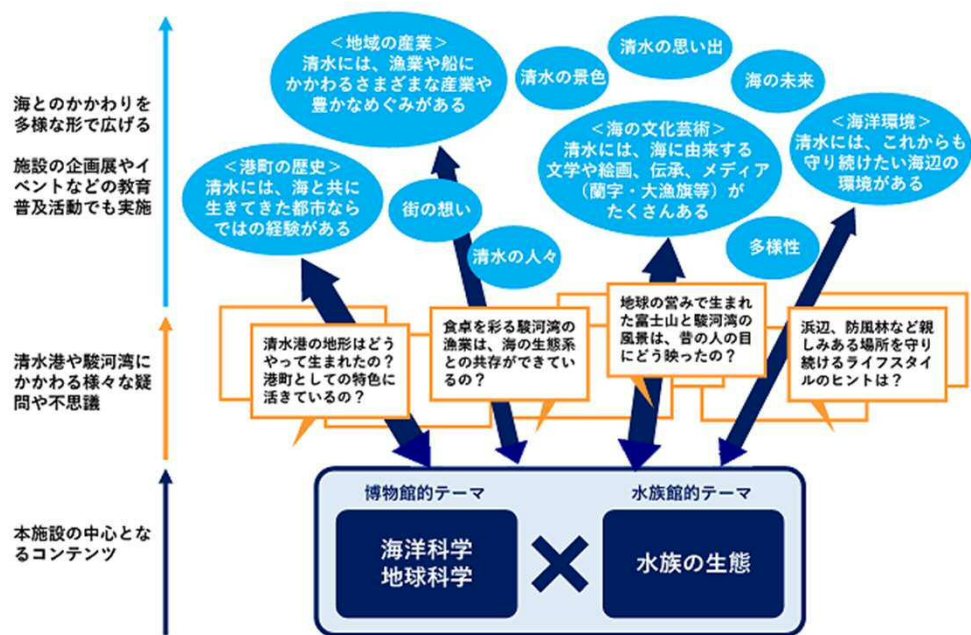 海とのかかわりを
多様な形で広げる
施設の企画展やイ
ベントなどの教育
普及活動でも実施
＜地域の産業＞
清水には、漁業や船に
かかわるさまざまな産業や
豊かなめぐみがある
清水の景色
清水の思い出
海の未来
＜港町の歴史＞
清水には、海と共に
生きてきた都市なら
ではの経験がある
街の想い
清水の人々
＜海の文化芸術＞
清水には、海に由来する
文学や絵画、伝承、メディア
（蘭字・大漁旗等）が
たくさんある
＜海洋環境＞
清水には、これからも
守り続けたい海辺の
環境がある
多様性
清水港や駿河湾に
かかわる様々な疑
問や不思議
清水港の地形はどう
やって生まれたの？
港町としての特色に
活きているの？
食卓を彩る駿河湾の
漁業は、海の生態系
との共存ができてい
るの？
地球の営みで生まれ
た富士山と駿河湾の
風景は、昔の人の目
にどう映ったの？
浜辺、防風林など親
しみある場所を守り
続けるライフスタイ
ルのヒントは？
本施設の中心とな
るコンテンツ
博物館的テーマ
海洋科学
地球科学
水族館的テーマ
水族の生態